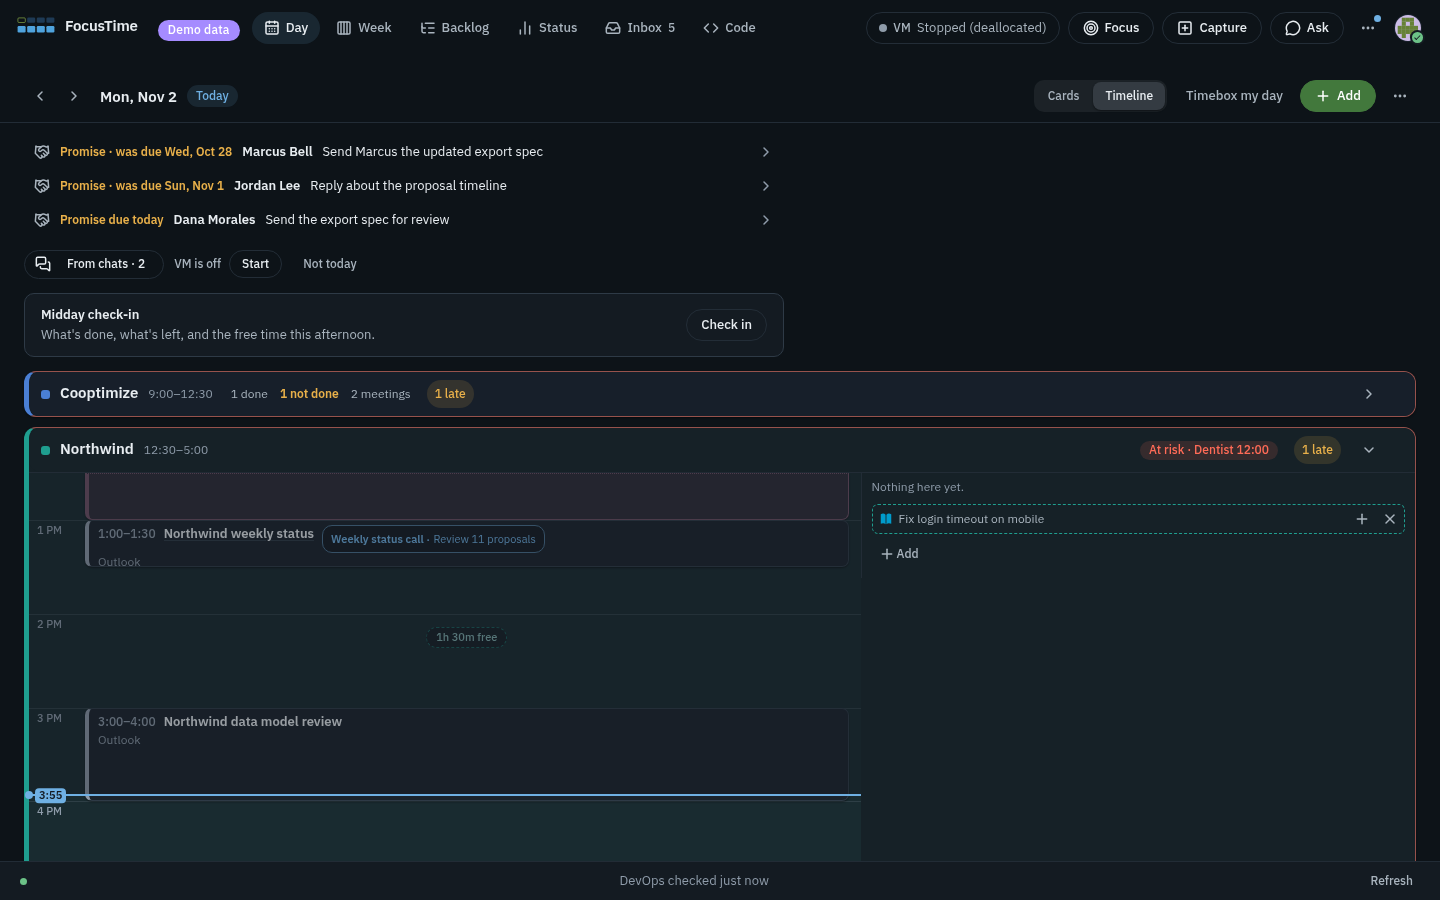 FocusTime
Demo data
Day
Week
Backlog
Status
Inbox 5
Code
VM Stopped (deallocated)
Focus
Capture
Ask
Mon, Nov 2
Today
Cards
Timeline
Timebox my day
Add
Promise · was due Wed, Oct 28 Marcus Bell Send Marcus the updated export spec
Promise · was due Sun, Nov 1 Jordan Lee Reply about the proposal timeline
Promise due today Dana Morales Send the export spec for review
From chats · 2
VM is off
Start
Not today
Midday check-in
What's done, what's left, and the free time this afternoon.
Check in
Cooptimize 9:00–12:30 1 done 1 not done 2 meetings 1 late
Northwind 12:30–5:00
At risk · Dentist 12:00
1 late
Nothing here yet.
Fix login timeout on mobile
Add
1 PM
1:00–1:30 Northwind weekly status
Weekly status call · Review 11 proposals
Outlook
2 PM
1h 30m free
3 PM
3:00–4:00 Northwind data model review
Outlook
3:55
4 PM
DevOps checked just now
Refresh